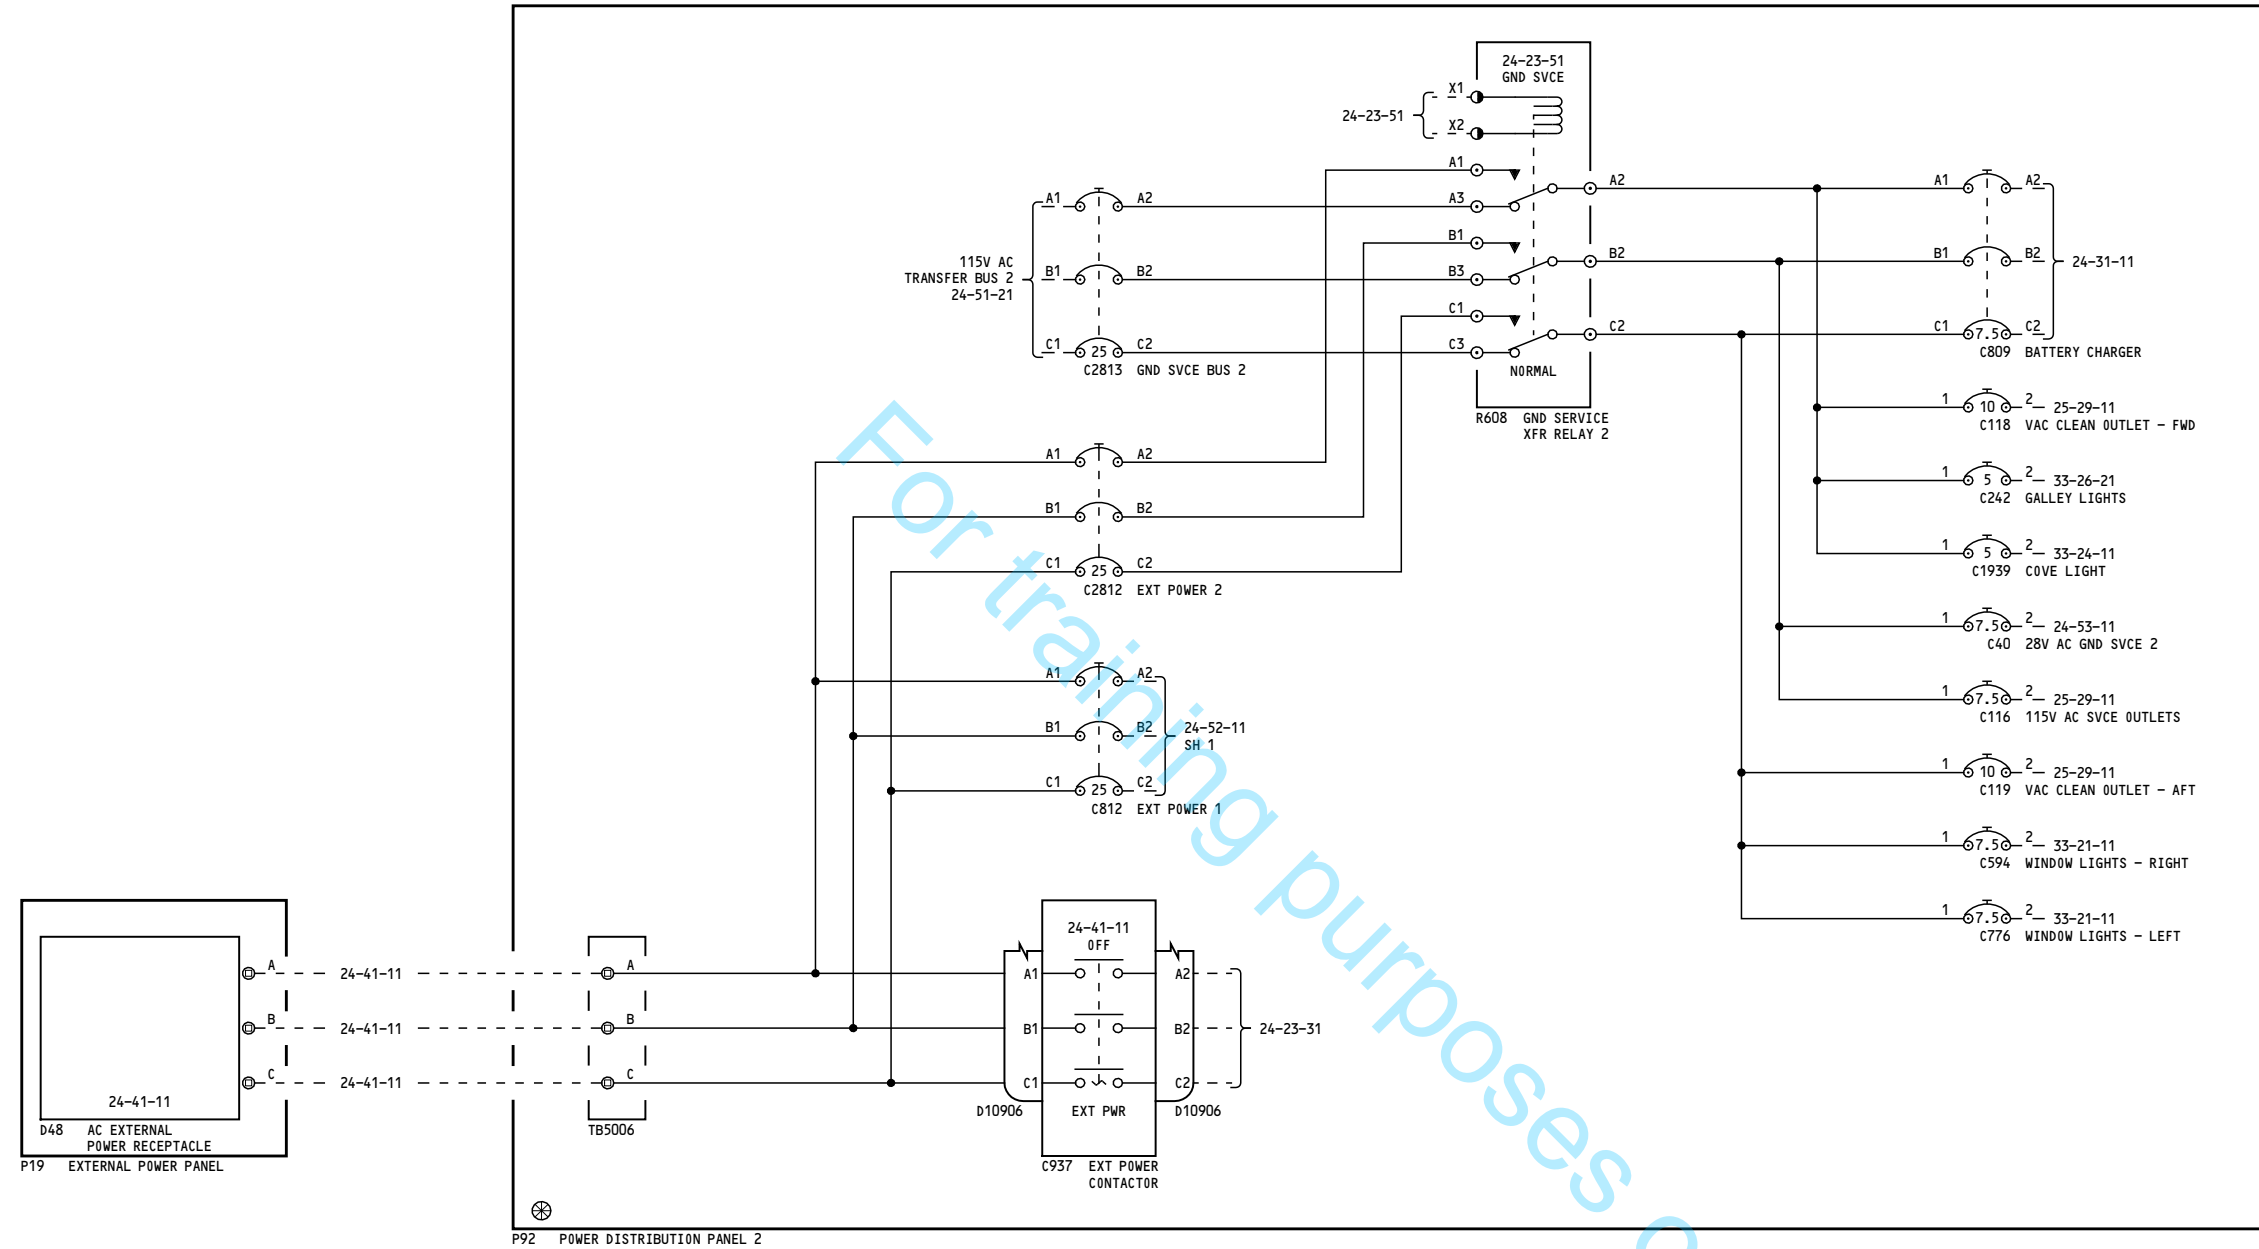 24-23-51
GND SVCE
X1
24-23-51
X2
A1
A3
B1
B3
C1
C3
A2
B2
C2
NORMAL
R608 GND SERVICE
XFR RELAY 2
115V AC
TRANSFER BUS 2
24-51-21
A1 A2
B1 B2
C1 25 C2
C2813 GND SVCE BUS 2
A1 A2
B1 B2
C1 25 C2
C2812 EXT POWER 2
A1 A2
B1 B2
24-52-11
SH 1
C1 25 C2
C812 EXT POWER 1
A1 A2
B1 B2 24-31-11
C1 7.5 C2
C809 BATTERY CHARGER
1 10 2 25-29-11
C118 VAC CLEAN OUTLET - FWD
1 5 2 33-26-21
C242 GALLEY LIGHTS
1 5 2 33-24-11
C1939 COVE LIGHT
1 7.5 2 24-53-11
C40 28V AC GND SVCE 2
1 7.5 2 25-29-11
C116 115V AC SVCE OUTLETS
1 10 2 25-29-11
C119 VAC CLEAN OUTLET - AFT
1 7.5 2 33-21-11
C594 WINDOW LIGHTS - RIGHT
1 7.5 2 33-21-11
C776 WINDOW LIGHTS - LEFT
A 24-41-11 A
B 24-41-11 B
C 24-41-11 C
24-41-11
D48 AC EXTERNAL
POWER RECEPTACLE
P19 EXTERNAL POWER PANEL
TB5006
24-41-11
OFF
A1 A2
B1 B2 24-23-31
C1 C2
D10906 EXT PWR D10906
C937 EXT POWER
CONTACTOR
P92 POWER DISTRIBUTION PANEL 2
For training purposes o